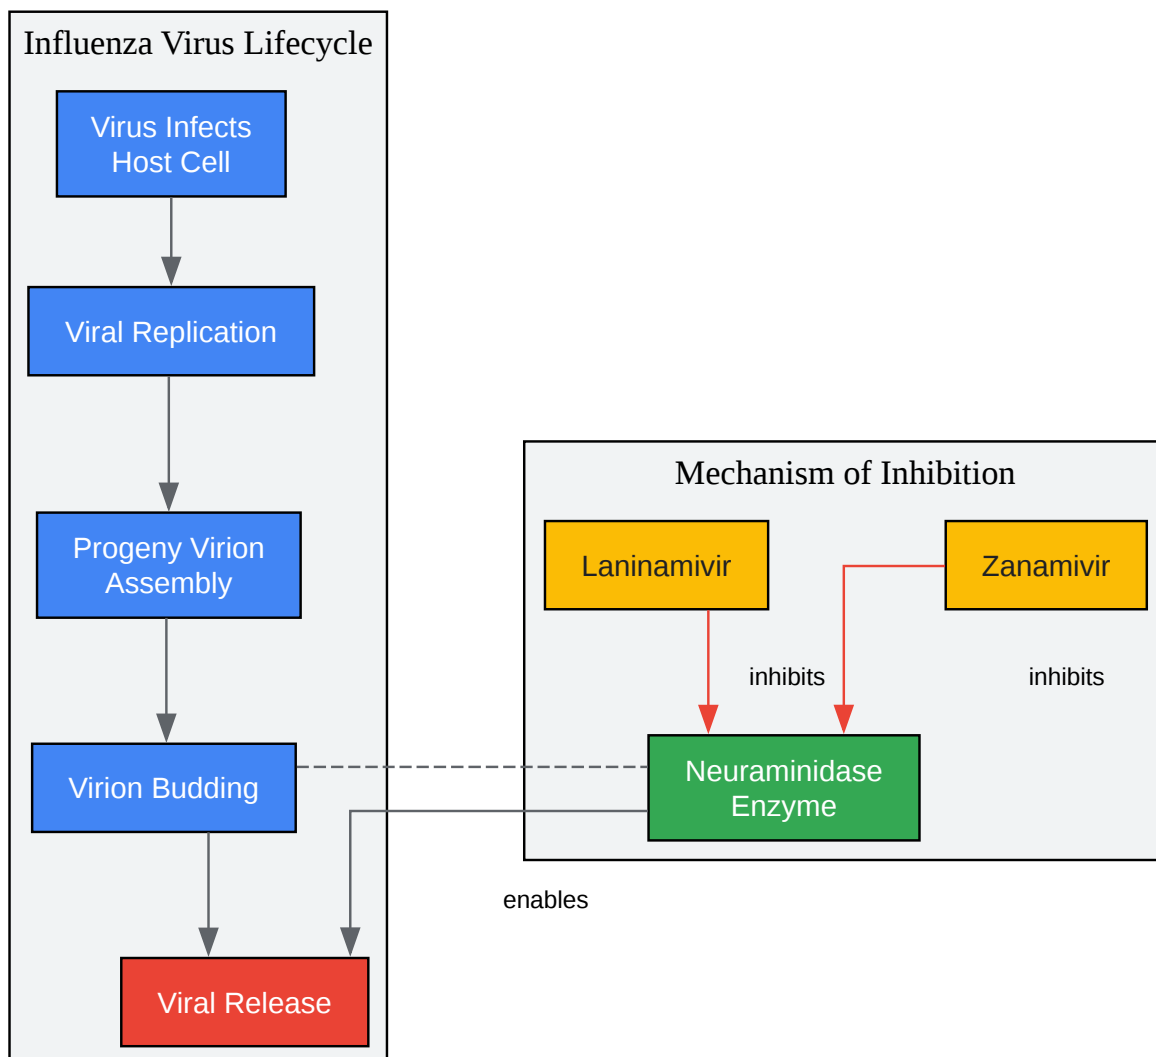 Influenza Virus Lifecycle
Virus Infects
Host Cell
Viral Replication
Progeny Virion
Assembly
Virion Budding
Viral Release
Mechanism of Inhibition
Laninamivir
Zanamivir
inhibits
inhibits
Neuraminidase
Enzyme
enables